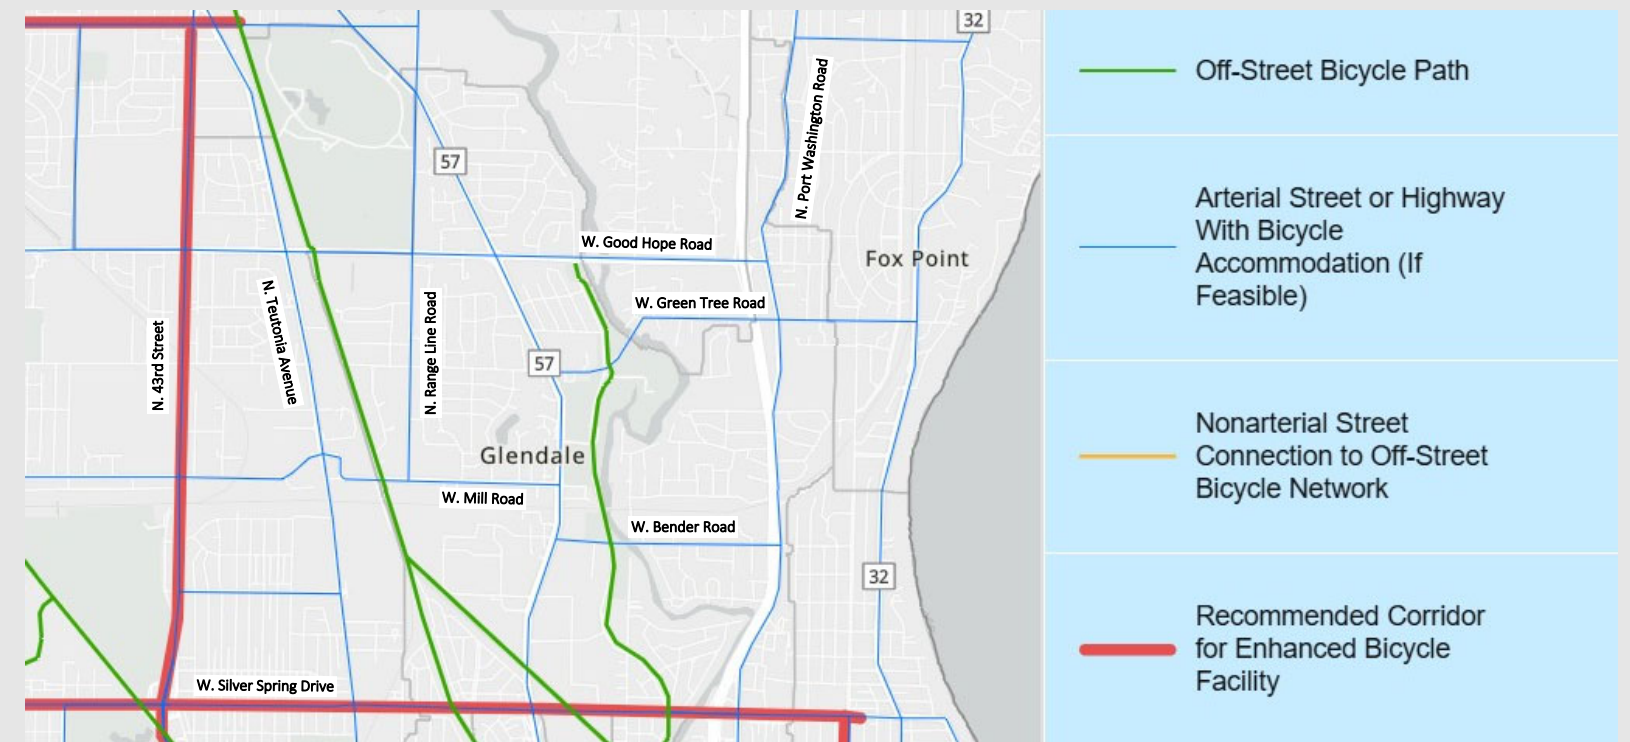 32
N. Port Washington Road
57
W. Good Hope Road
Fox Point
N. Teutonia Avenue
N. Range Line Road
W. Green Tree Road
N. 43rd Street
57
Glendale
W. Mill Road
W. Bender Road
32
W. Silver Spring Drive
Off-Street Bicycle Path
Arterial Street or Highway
With Bicycle
Accommodation (If
Feasible)
Nonarterial Street
Connection to Off-Street
Bicycle Network
Recommended Corridor
for Enhanced Bicycle
Facility